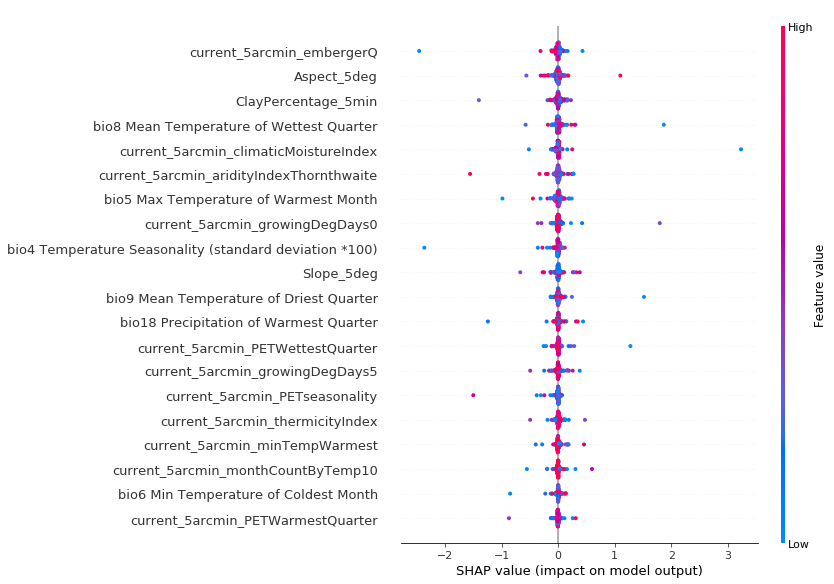 High
current_5arcmin_embergerQ
Aspect_5deg
ClayPercentage_5min
bio8 Mean Temperature of Wettest Quarter
current_5arcmin_climaticMoistureIndex
current_5arcmin_aridityIndexThornthwaite
bio5 Max Temperature of Warmest Month
current_5arcmin_growingDegDays0
bio4 Temperature Seasonality (standard deviation *100)
Slope_5deg
bio9 Mean Temperature of Driest Quarter
bio18 Precipitation of Warmest Quarter
current_5arcmin_PETWettestQuarter
current_5arcmin_growingDegDays5
current_5arcmin_PETseasonality
current_5arcmin_thermicityIndex
current_5arcmin_minTempWarmest
current_5arcmin_monthCountByTemp10
bio6 Min Temperature of Coldest Month
current_5arcmin_PETWarmestQuarter
Feature value
Low
−2 −1 0 1 2 3
SHAP value (impact on model output)